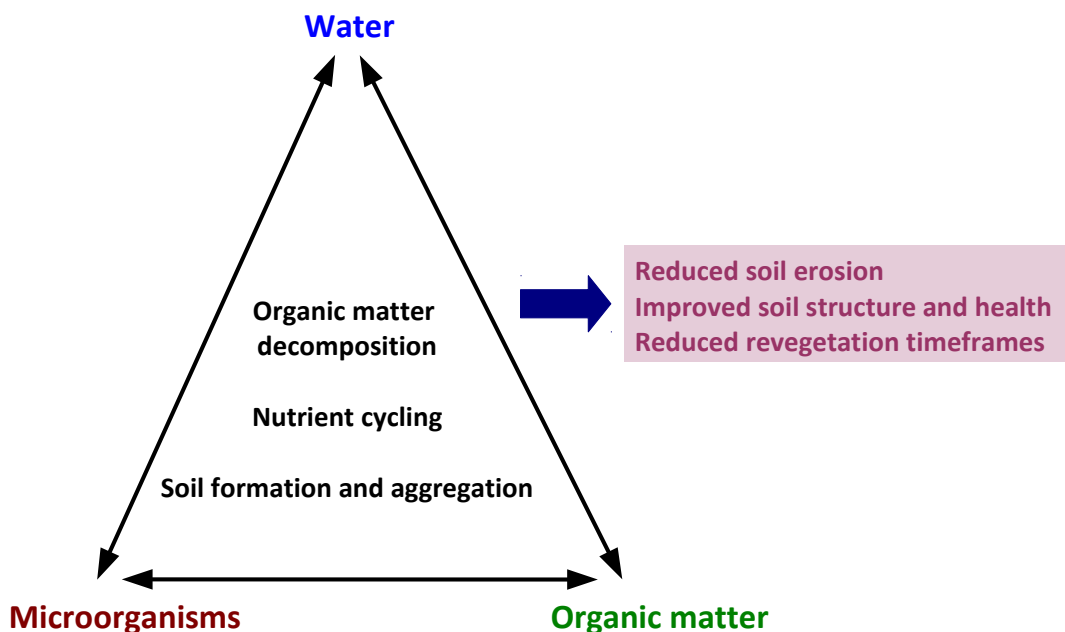 Water
Reduced soil erosion
Improved soil structure and health
Reduced revegetation timeframes
Organic matter
decomposition
Nutrient cycling
Soil formation and aggregation
Microorganisms
Organic matter